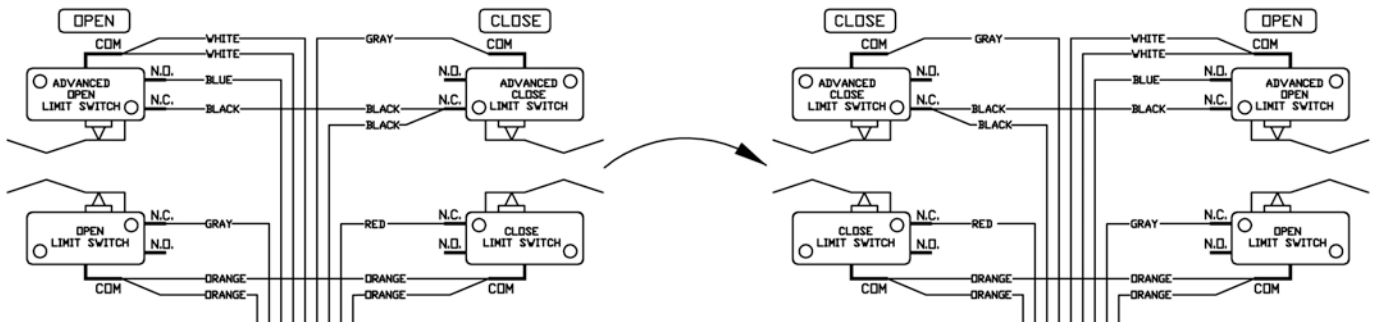 OPEN
CLOSE
CLOSE
OPEN
COM WHITE GRAY COM
WHITE
N.O. N.O.
ADVANCED OPEN LIMIT SWITCH
BLUE
ADVANCED CLOSE LIMIT SWITCH
N.C. BLACK BLACK N.C.
BLACK
N.C. N.C.
OPEN LIMIT SWITCH
GRAY RED
CLOSE LIMIT SWITCH
N.O. N.O.
ORANGE ORANGE
COM ORANGE ORANGE COM
COM GRAY WHITE COM
WHITE
N.O. N.O.
ADVANCED CLOSE LIMIT SWITCH
BLUE
ADVANCED OPEN LIMIT SWITCH
N.C. BLACK BLACK N.C.
BLACK
N.C. N.C.
CLOSE LIMIT SWITCH
RED GRAY
OPEN LIMIT SWITCH
N.O. N.O.
ORANGE ORANGE
COM ORANGE ORANGE COM